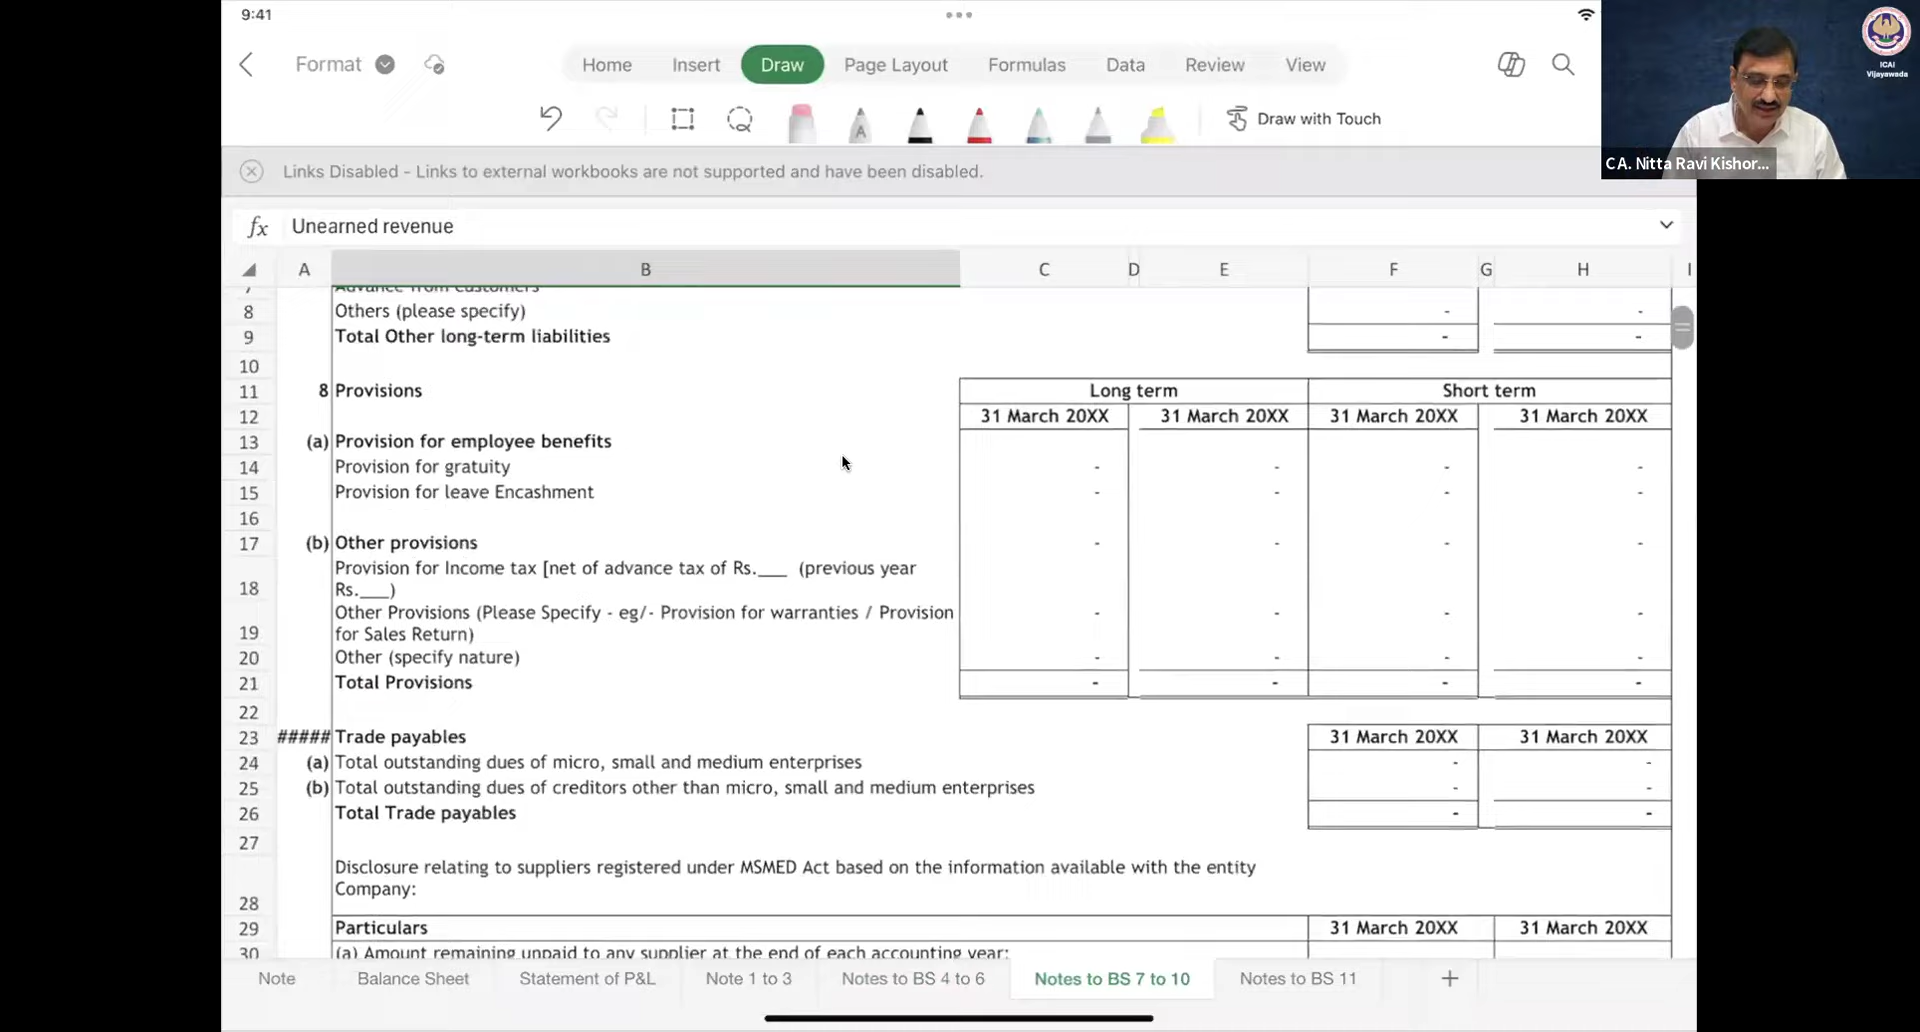 9:41
Format
Home Insert Draw Page Layout Formulas Data Review View
A
Draw with Touch
Links Disabled - Links to external workbooks are not supported and have been disabled.
fx Unearned revenue
A B C D E F G H I
7 Advance from Customers
8 Others (please specify) - -
9 Total Other long-term liabilities - -
10
11 8 Provisions Long term Short term
12 31 March 20XX 31 March 20XX 31 March 20XX 31 March 20XX
13 (a) Provision for employee benefits
14 Provision for gratuity - - - -
15 Provision for leave Encashment - - - -
16
17 (b) Other provisions - - - -
Provision for Income tax [net of advance tax of Rs.___ (previous year
18 Rs.___)
Other Provisions (Please Specify - eg/- Provision for warranties / Provision - - - -
19 for Sales Return)
20 Other (specify nature) - - - -
21 Total Provisions - - - -
22
23 ##### Trade payables 31 March 20XX 31 March 20XX
24 (a) Total outstanding dues of micro, small and medium enterprises - -
25 (b) Total outstanding dues of creditors other than micro, small and medium enterprises - -
26 Total Trade payables - -
27
Disclosure relating to suppliers registered under MSMED Act based on the information available with the entity
Company:
28
29 Particulars 31 March 20XX 31 March 20XX
30 (a) Amount remaining unpaid to any supplier at the end of each accounting year:
Note Balance Sheet Statement of P&L Note 1 to 3 Notes to BS 4 to 6 Notes to BS 7 to 10 Notes to BS 11 +
CA. Nitta Ravi Kishor...
ICAI
Vijayawada